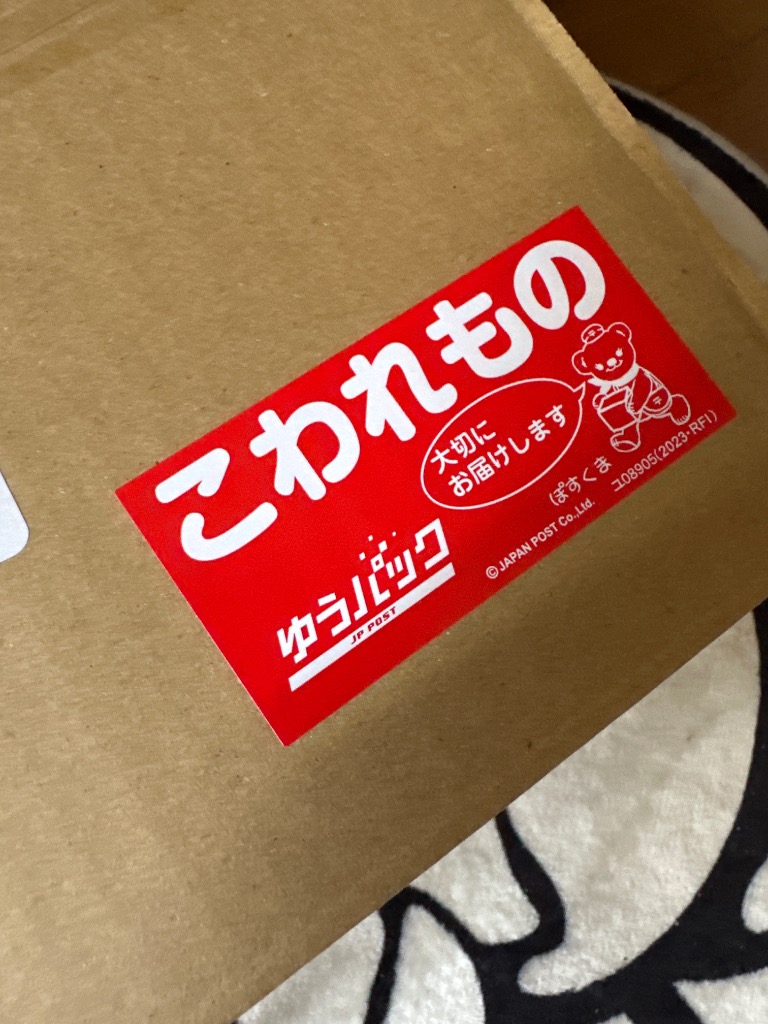 こわれもの
大切に
お届けします
ぽすくま
ゆうパック
JP POST
©JAPAN POST Co.,Ltd.
ユ08905(2023-RFI)